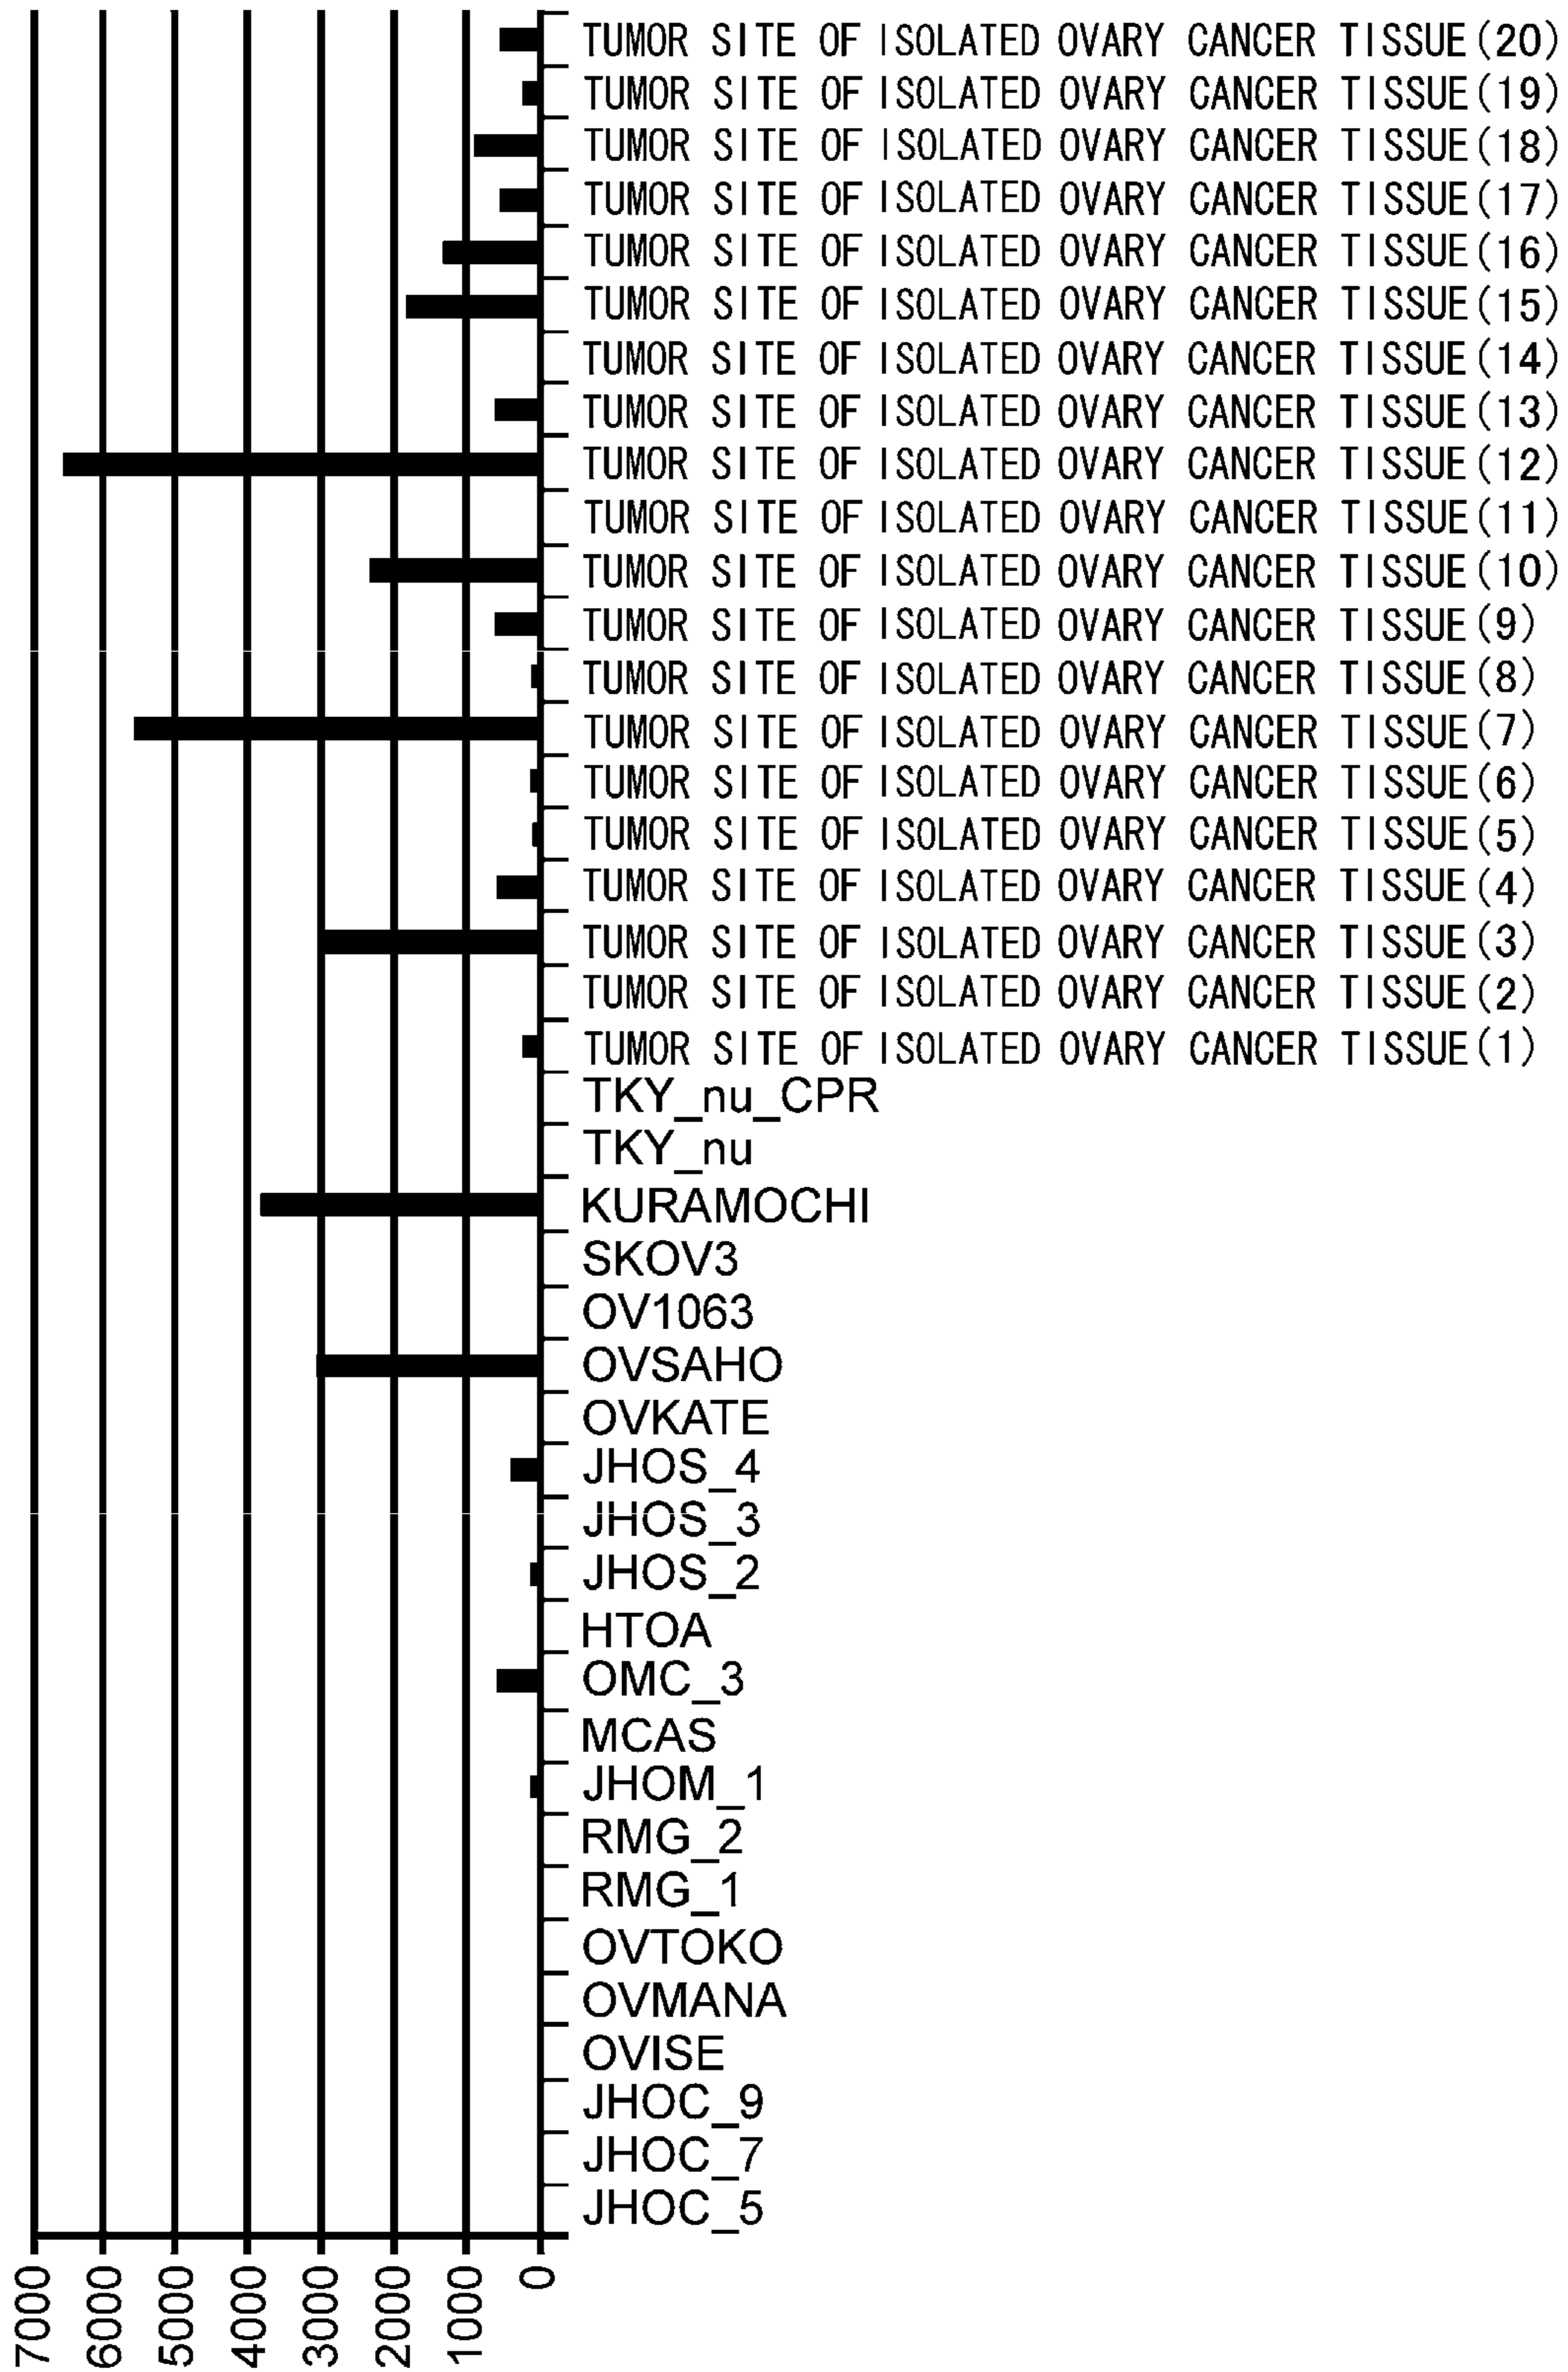 TUMOR SITE OF ISOLATED OVARY CANCER TISSUE(20)
TUMOR SITE OF ISOLATED OVARY CANCER TISSUE(19)
TUMOR SITE OF ISOLATED OVARY CANCER TISSUE(18)
TUMOR SITE OF ISOLATED OVARY CANCER TISSUE(17)
TUMOR SITE OF ISOLATED OVARY CANCER TISSUE(16)
TUMOR SITE OF ISOLATED OVARY CANCER TISSUE(15)
TUMOR SITE OF ISOLATED OVARY CANCER TISSUE(14)
TUMOR SITE OF ISOLATED OVARY CANCER TISSUE(13)
TUMOR SITE OF ISOLATED OVARY CANCER TISSUE(12)
TUMOR SITE OF ISOLATED OVARY CANCER TISSUE(11)
TUMOR SITE OF ISOLATED OVARY CANCER TISSUE(10)
TUMOR SITE OF ISOLATED OVARY CANCER TISSUE(9)
TUMOR SITE OF ISOLATED OVARY CANCER TISSUE(8)
TUMOR SITE OF ISOLATED OVARY CANCER TISSUE(7)
TUMOR SITE OF ISOLATED OVARY CANCER TISSUE(6)
TUMOR SITE OF ISOLATED OVARY CANCER TISSUE(5)
TUMOR SITE OF ISOLATED OVARY CANCER TISSUE(4)
TUMOR SITE OF ISOLATED OVARY CANCER TISSUE(3)
TUMOR SITE OF ISOLATED OVARY CANCER TISSUE(2)
TUMOR SITE OF ISOLATED OVARY CANCER TISSUE(1)
TKY_nu_CPR
TKY_nu
KURAMOCHI
SKOV3
OV1063
OVSAHO
OVKATE
JHOS_4
JHOS_3
JHOS_2
HTOA
OMC_3
MCAS
JHOM_1
RMG_2
RMG_1
OVTOKO
OVMANA
OVISE
JHOC_9
JHOC_7
JHOC_5
7000
6000
5000
4000
3000
2000
1000
0